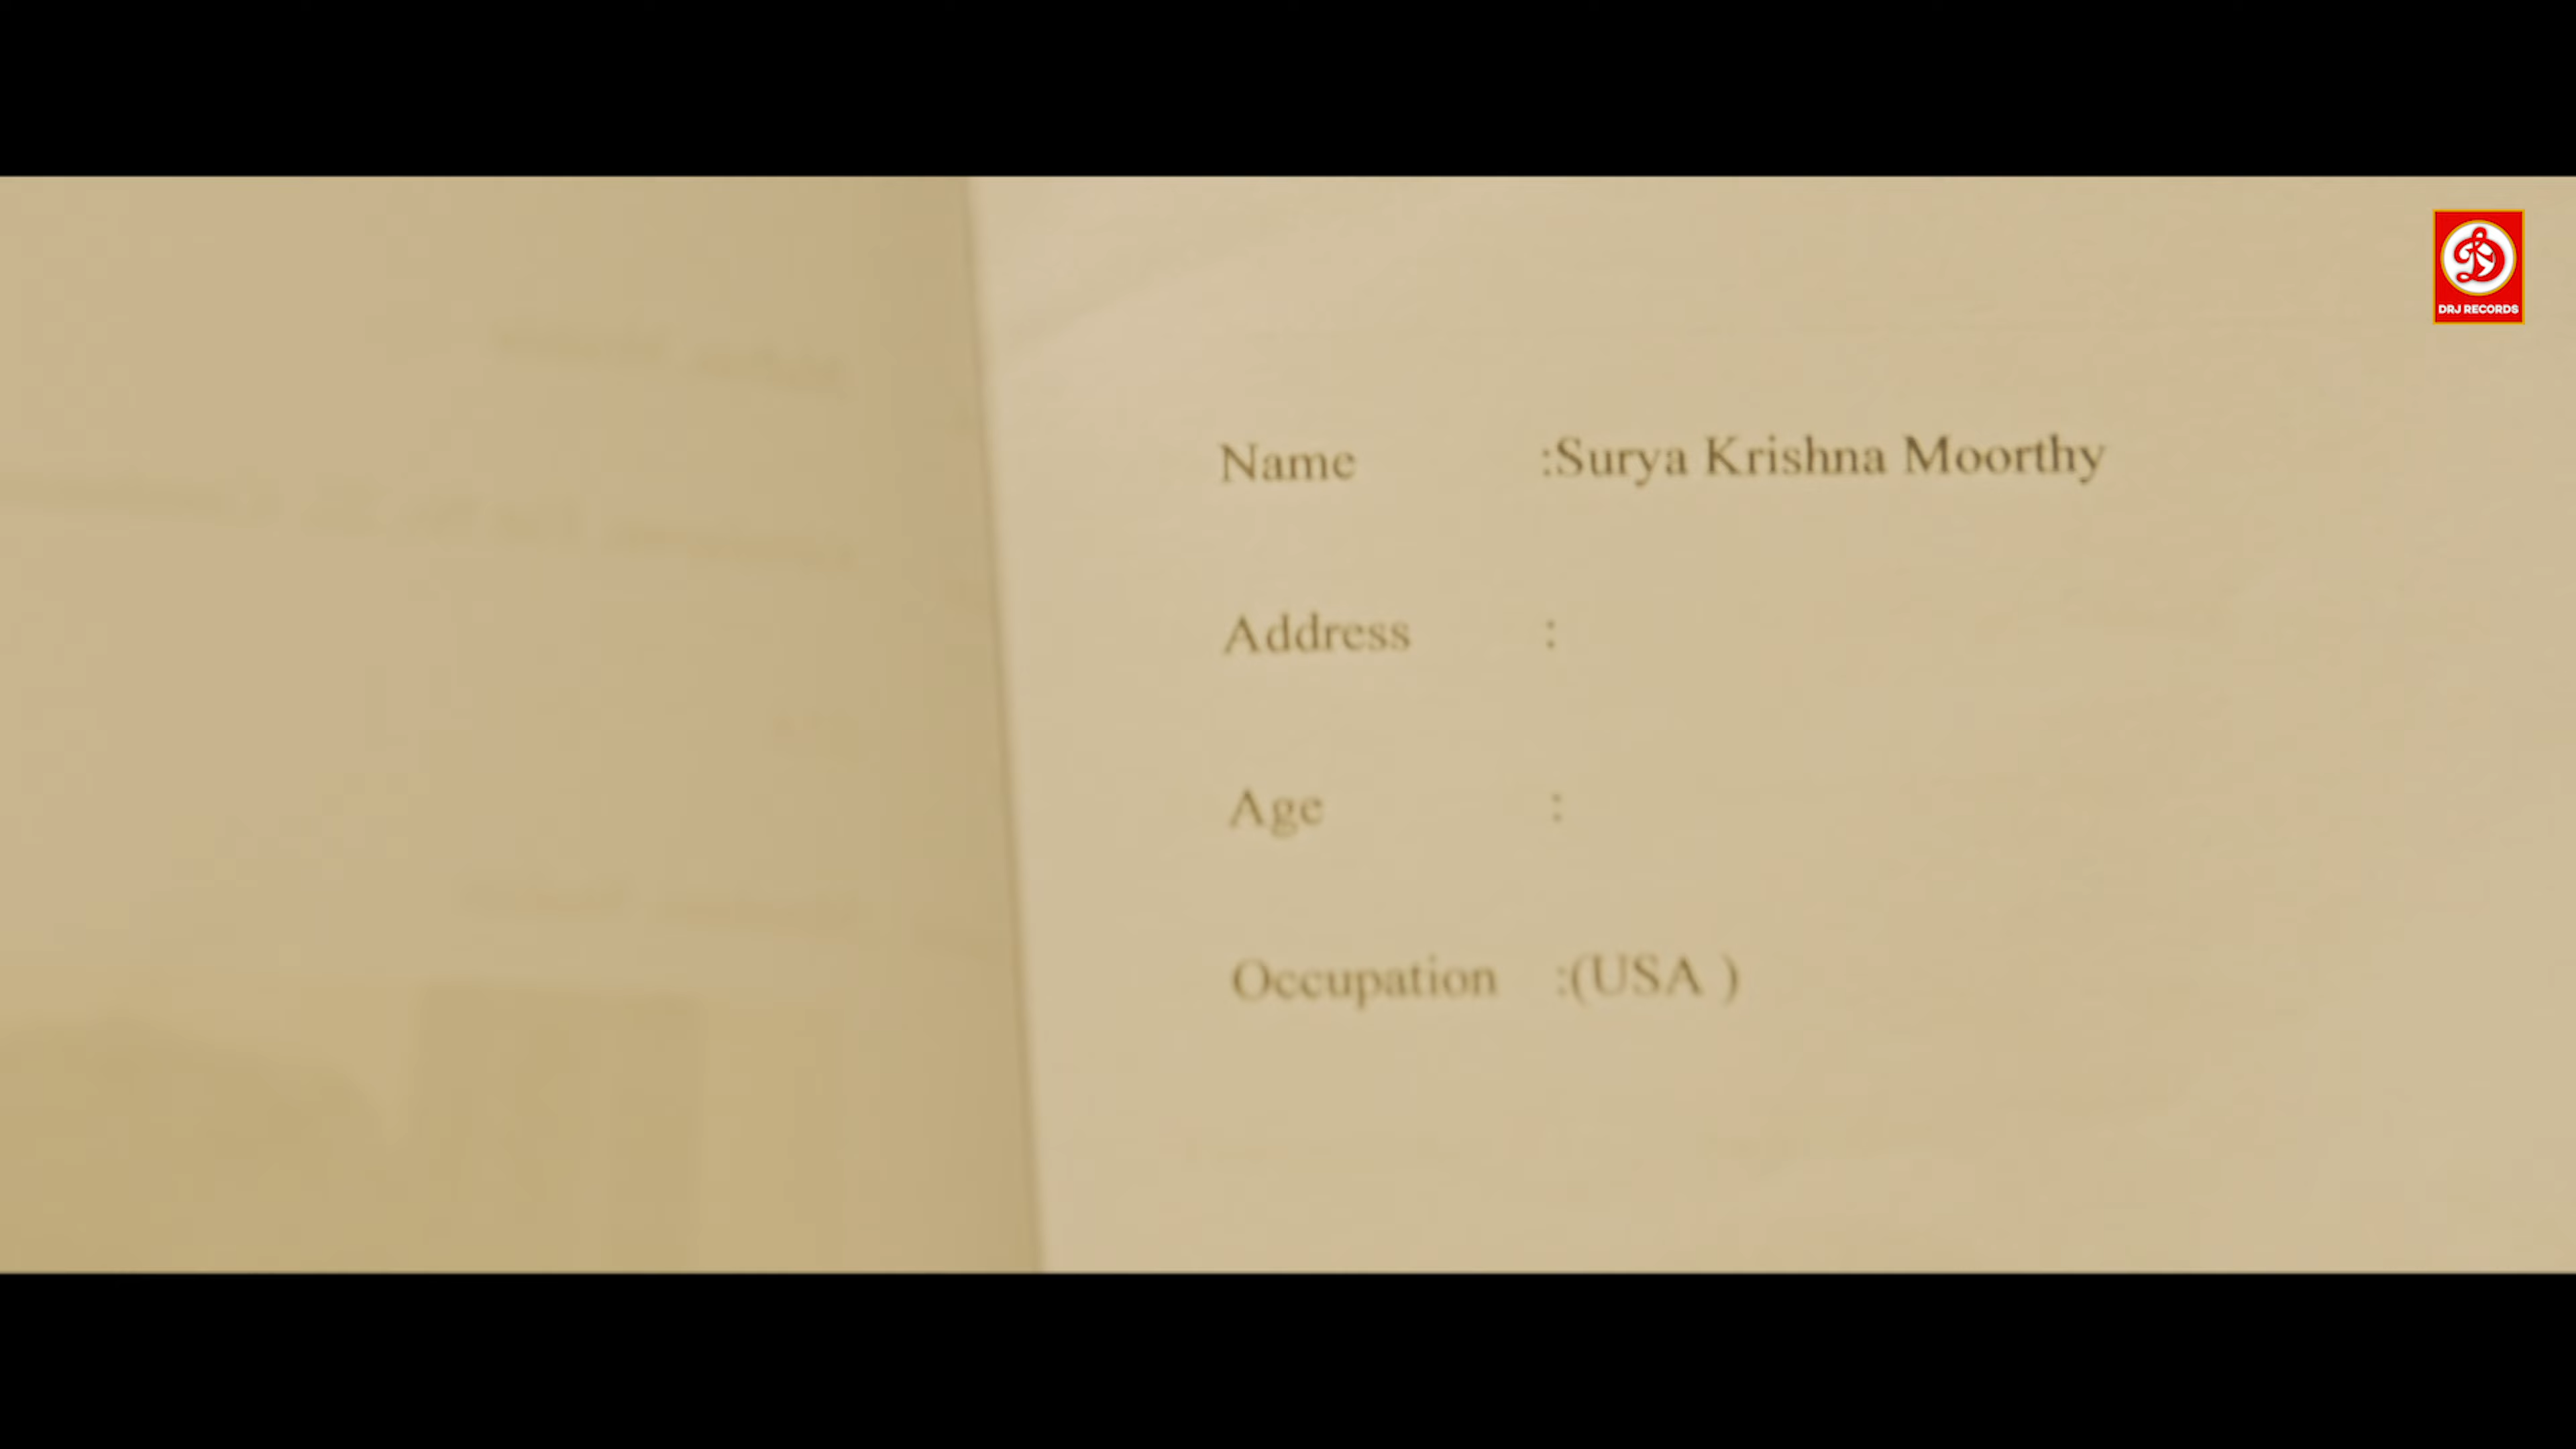 DRJ RECORDS
Name :Surya Krishna Moorthy
Address :
Age :
Occupation :(USA )